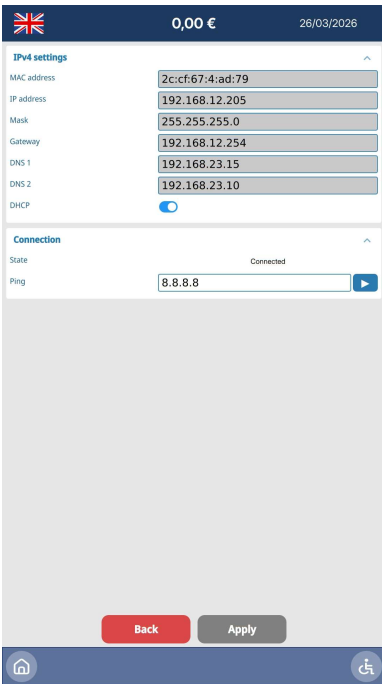 0,00 €
26/03/2026
IPv4 settings
MAC address 2c:cf:67:4:ad:79
IP address 192.168.12.205
Mask 255.255.255.0
Gateway 192.168.12.254
DNS 1 192.168.23.15
DNS 2 192.168.23.10
DHCP
Connection
State Connected
Ping 8.8.8.8
Back
Apply